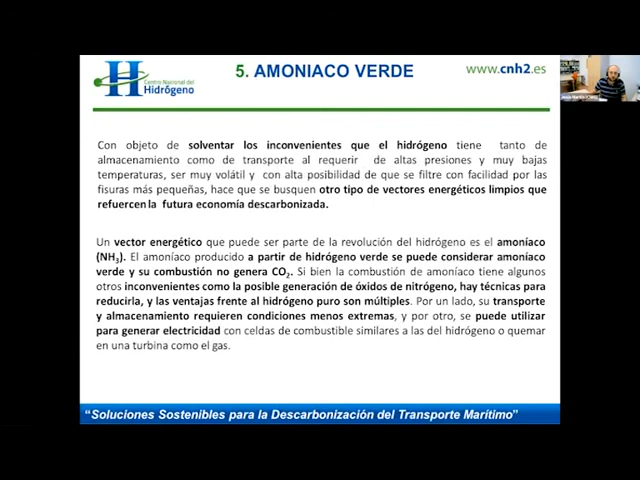 H
Centro Nacional del
Hidrógeno
5. AMONIACO VERDE
www.cnh2.es
Con objeto de solventar los inconvenientes que el hidrógeno tiene tanto de
almacenamiento como de transporte al requerir de altas presiones y muy bajas
temperaturas, ser muy volátil y con alta posibilidad de que se filtre con facilidad por las
fisuras más pequeñas, hace que se busquen otro tipo de vectores energéticos limpios que
refuercen la futura economía descarbonizada.
Un vector energético que puede ser parte de la revolución del hidrógeno es el amoníaco
(NH3). El amoníaco producido a partir de hidrógeno verde se puede considerar amoníaco
verde y su combustión no genera CO2. Si bien la combustión de amoníaco tiene algunos
otros inconvenientes como la posible generación de óxidos de nitrógeno, hay técnicas para
reducirla, y las ventajas frente al hidrógeno puro son múltiples. Por un lado, su transporte
y almacenamiento requieren condiciones menos extremas, y por otro, se puede utilizar
para generar electricidad con celdas de combustible similares a las del hidrógeno o quemar
en una turbina como el gas.
“Soluciones Sostenibles para la Descarbonización del Transporte Marítimo”